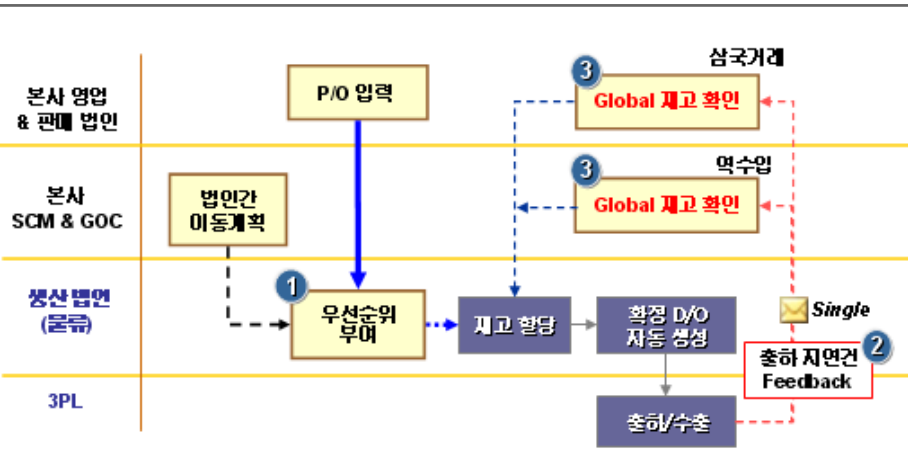 삼국거래
본사 영업
& 판매 법인
P/O 입력
3
Global 재고 확인
역수입
본사
SCM & GOC
법인간
이동계획
3
Global 재고 확인
생산법인
(물류)
1
우선순위
부여
재고 할당
확정 D/O
자동 생성
Single
출하 지연건
Feedback
2
3PL
출하/수출